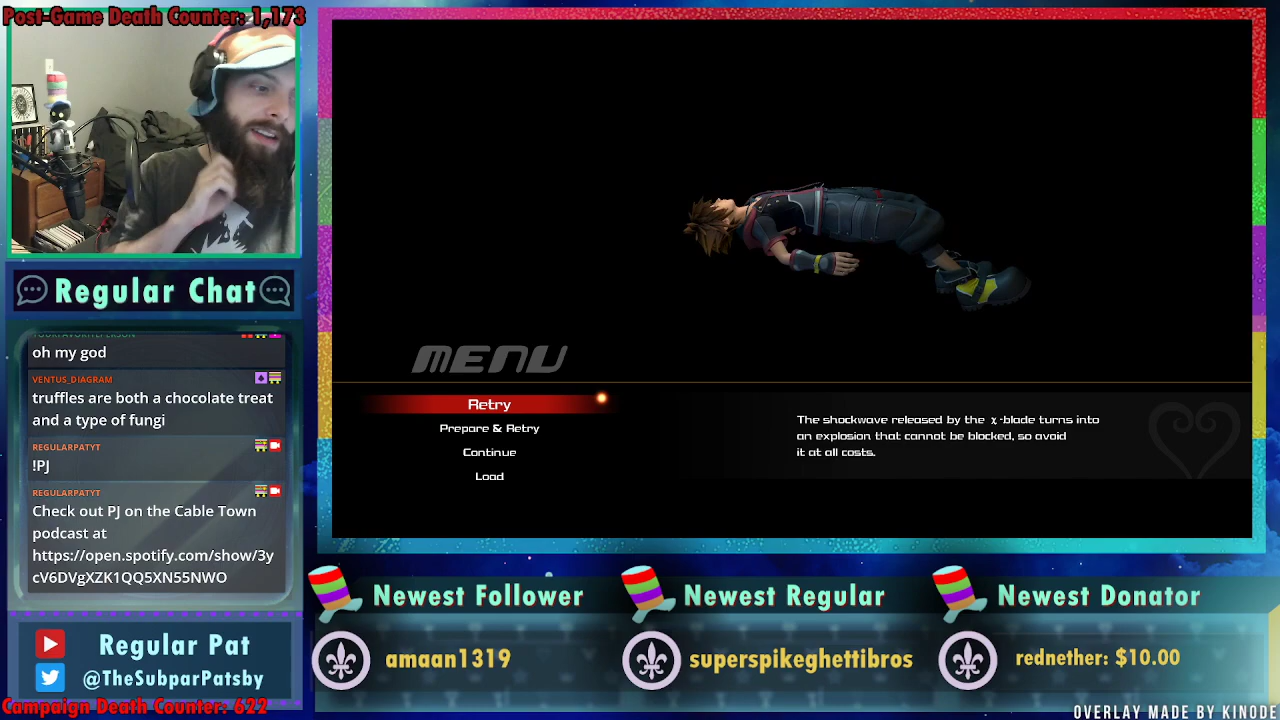 Post-Game Death Counter: 1,173
Regular Chat
oh my god
VENTUS_DIAGRAM
truffles are both a chocolate treat
and a type of fungi
REGULARPATYT
!PJ
REGULARPATYT
Check out PJ on the Cable Town
podcast at
https://open.spotify.com/show/3y
cV6DVgXZK1QQ5XN55NWO
Regular Pat
@TheSubparPatsby
Campaign Death Counter: 622
MENU
Retry
Prepare & Retry
Continue
Load
The shockwave released by the χ-blade turns into
an explosion that cannot be blocked, so avoid
it at all costs.
Newest Follower
amaan1319
Newest Regular
superspikeghettibros
Newest Donator
rednether: $10.00
OVERLAY MADE BY KINODE